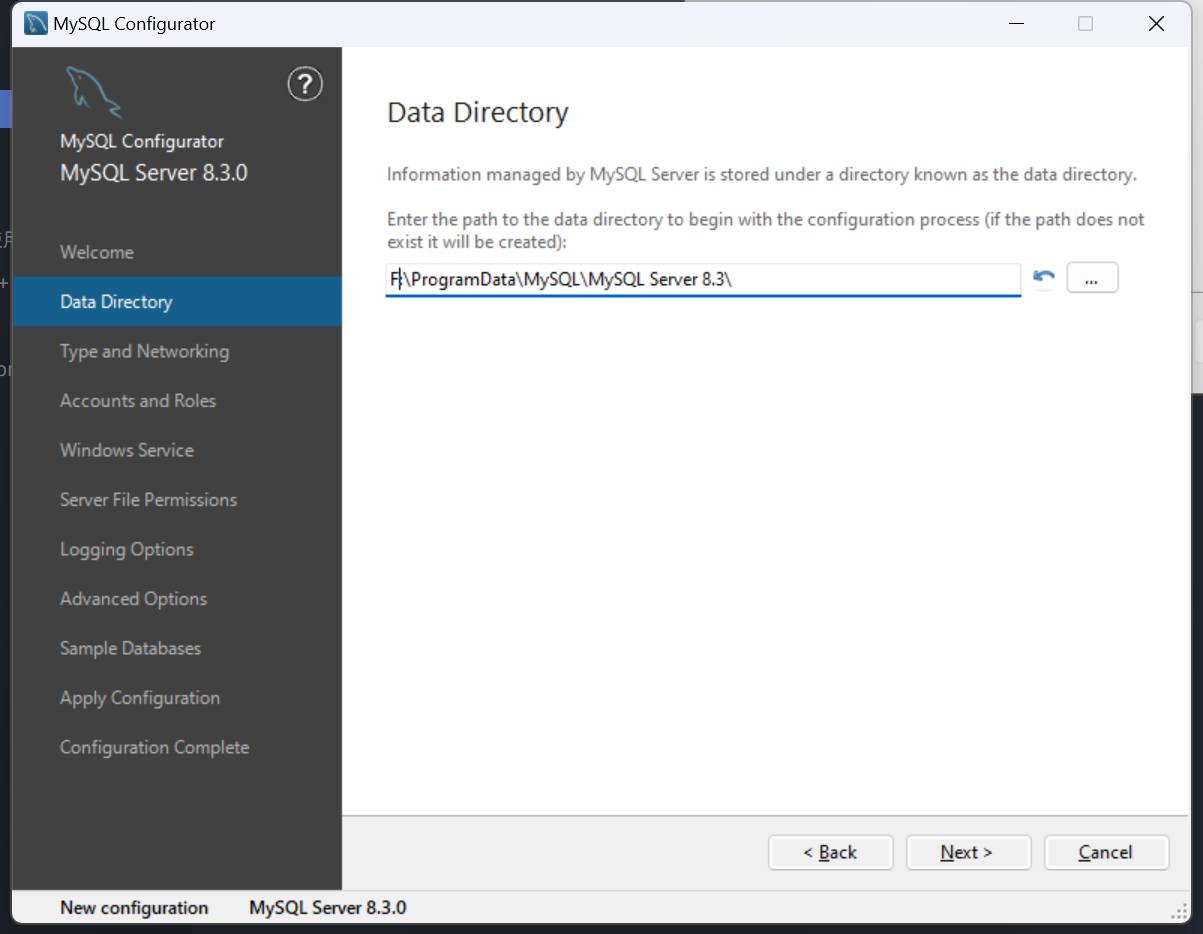 MySQL Configurator
?
MySQL Configurator
MySQL Server 8.3.0
Welcome
Data Directory
Type and Networking
Accounts and Roles
Windows Service
Server File Permissions
Logging Options
Advanced Options
Sample Databases
Apply Configuration
Configuration Complete
Data Directory
Information managed by MySQL Server is stored under a directory known as the data directory.
Enter the path to the data directory to begin with the configuration process (if the path does not
exist it will be created):
F:\ProgramData\MySQL\MySQL Server 8.3\
...
< Back
Next >
Cancel
New configuration
MySQL Server 8.3.0